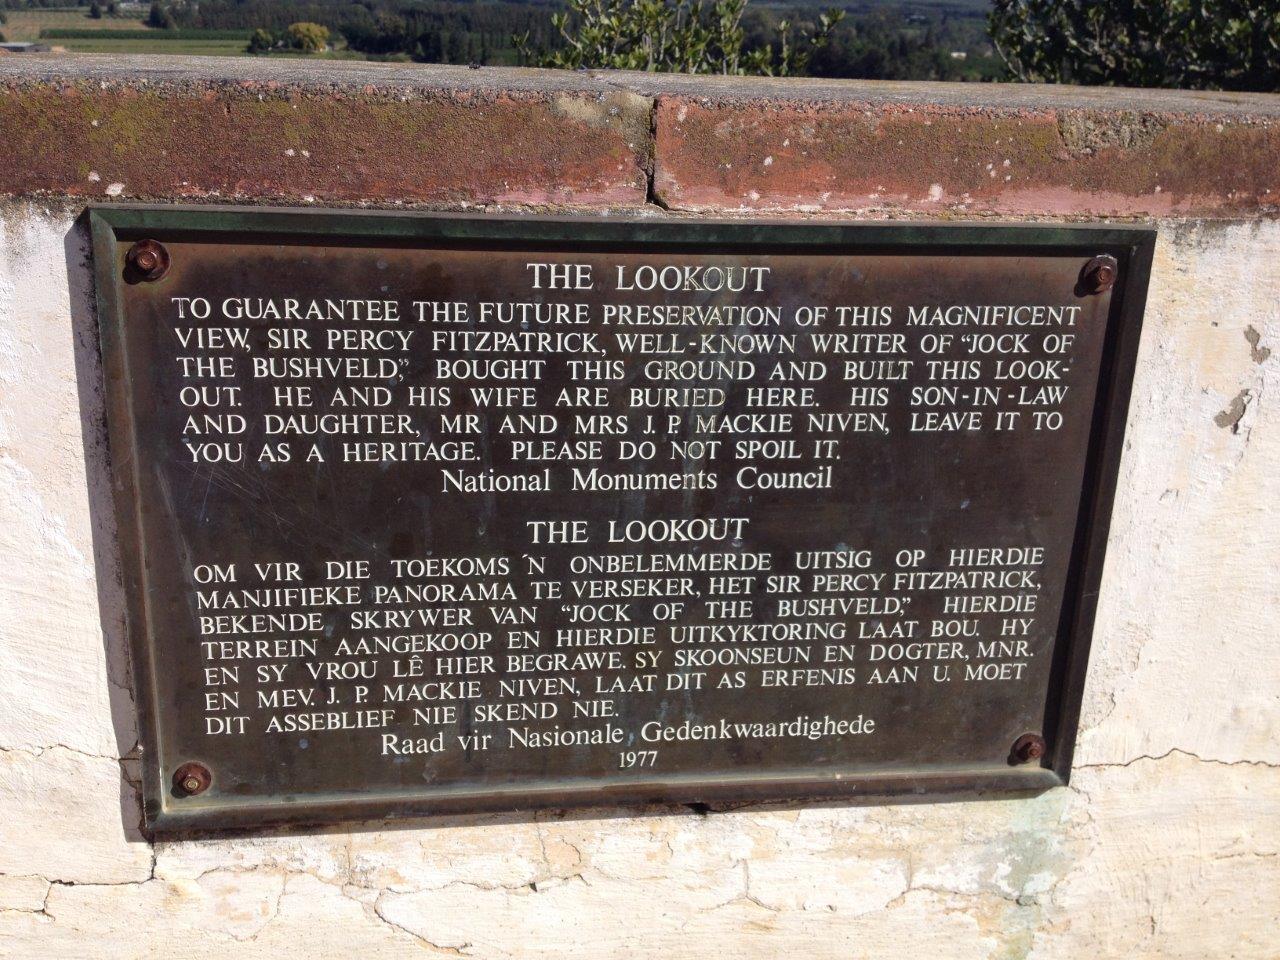 THE LOOKOUT
TO GUARANTEE THE FUTURE PRESERVATION OF THIS MAGNIFICENT
VIEW, SIR PERCY FITZPATRICK, WELL-KNOWN WRITER OF "JOCK OF
THE BUSHVELD," BOUGHT THIS GROUND AND BUILT THIS LOOK-
OUT. HE AND HIS WIFE ARE BURIED HERE. HIS SON-IN-LAW
AND DAUGHTER, MR AND MRS J. P. MACKIE NIVEN, LEAVE IT TO
YOU AS A HERITAGE. PLEASE DO NOT SPOIL IT.
National Monuments Council
THE LOOKOUT
OM VIR DIE TOEKOMS 'N ONBELEMMERDE UITSIG OP HIERDIE
MANJIFIEKE PANORAMA TE VERSEKER, HET SIR PERCY FITZPATRICK,
BEKENDE SKRYWER VAN "JOCK OF THE BUSHVELD," HIERDIE
TERREIN AANGEKOOP EN HIERDIE UITKYKTORING LAAT BOU. HY
EN SY VROU LÊ HIER BEGRAWE. SY SKOONSEUN EN DOGTER, MNR.
EN MEV. J. P. MACKIE NIVEN, LAAT DIT AS ERFENIS AAN U. MOET
DIT ASSEBLIEF NIE SKEND NIE.
Raad vir Nasionale Gedenkwaardighede
1977